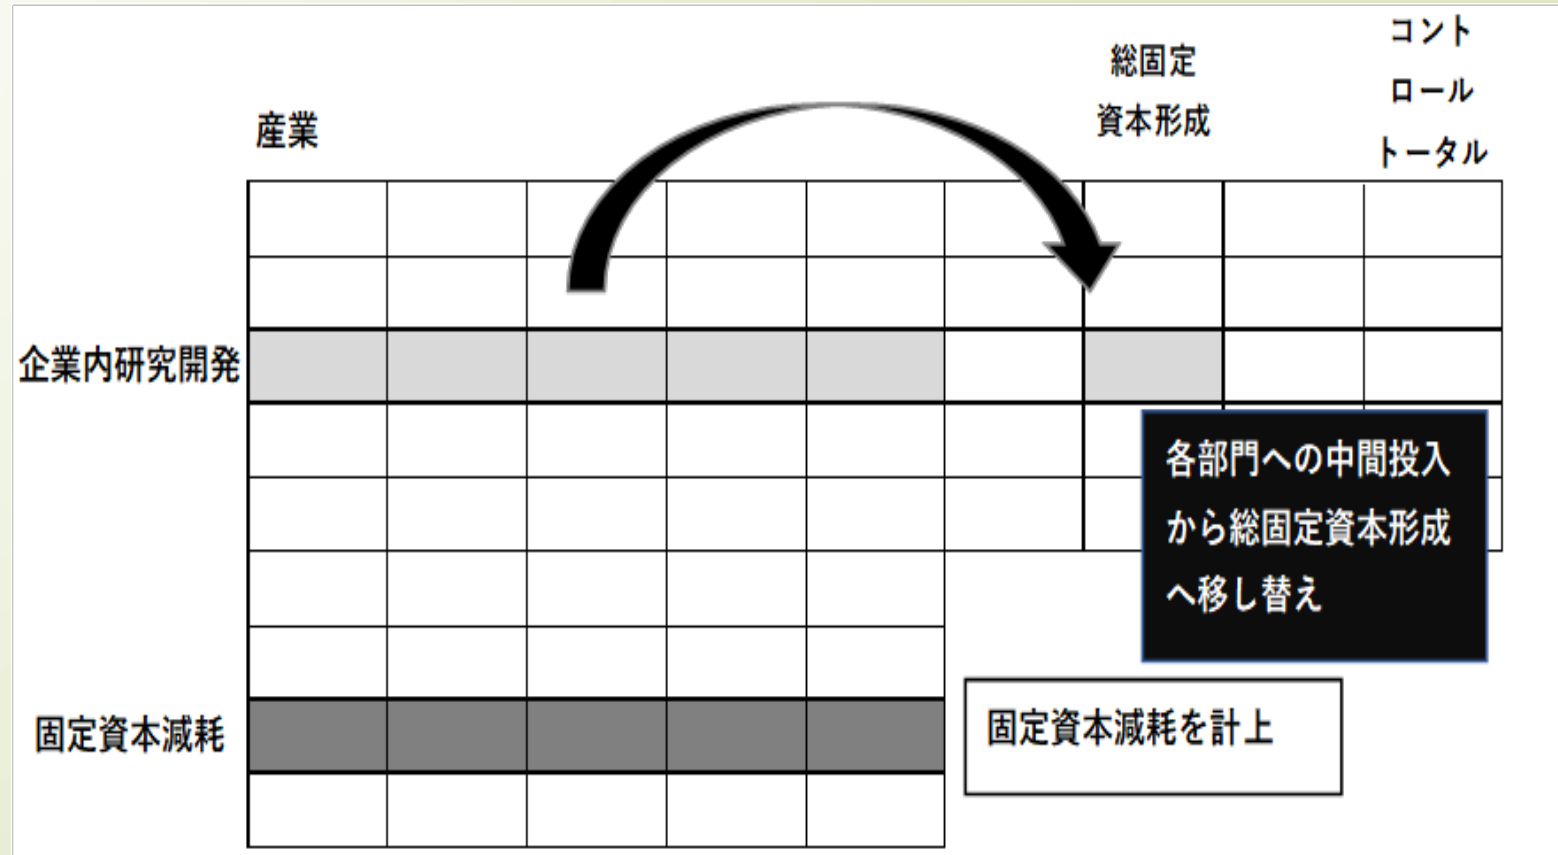 産業
総固定
資本形成
コント
ロール
トータル
企業内研究開発
各部門への中間投入
から総固定資本形成
へ移し替え
固定資本減耗
固定資本減耗を計上